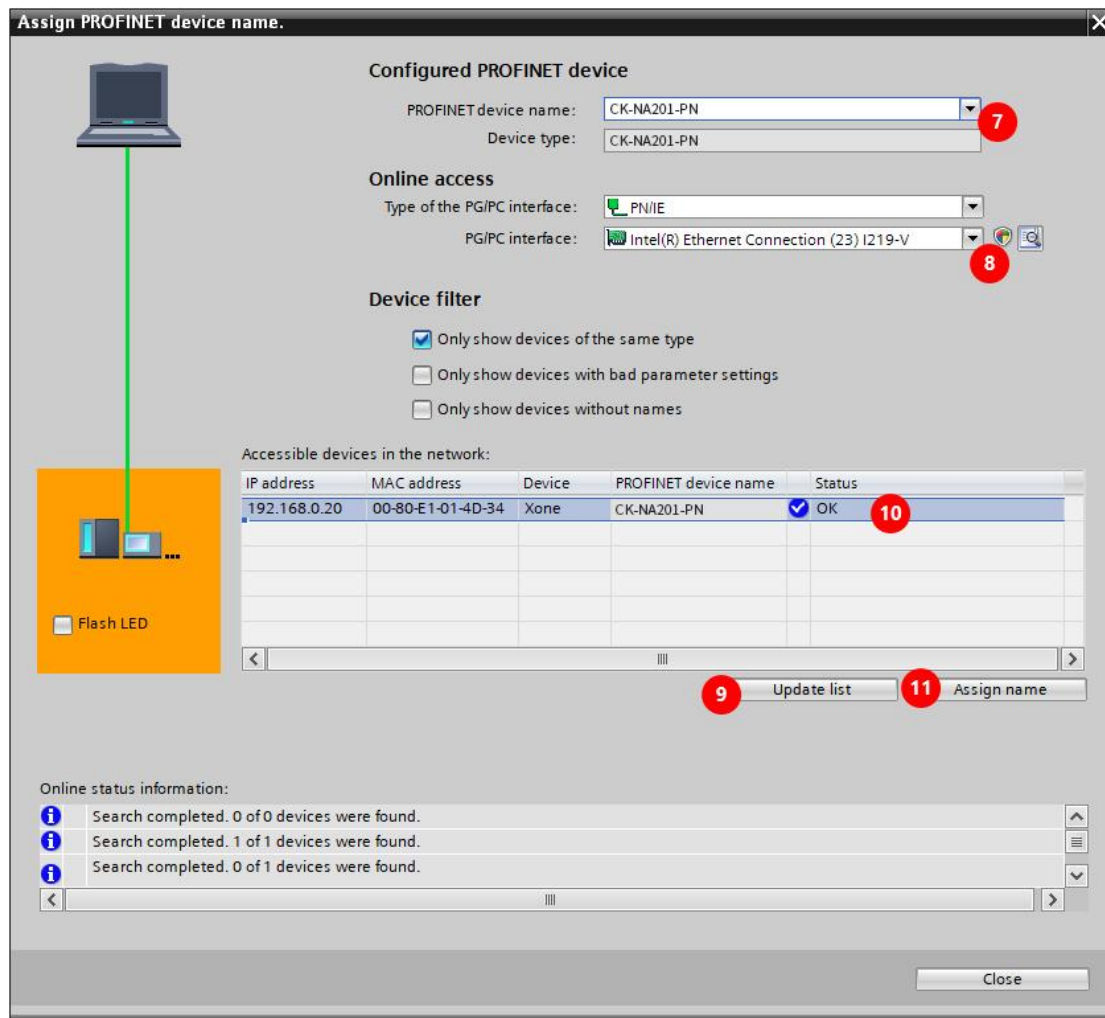 Assign PROFINET device name.
Configured PROFINET device
PROFINET device name: CK-NA201-PN
7
Device type: CK-NA201-PN
Online access
Type of the PG/PC interface: PN/IE
PG/PC interface: Intel(R) Ethernet Connection (23) I219-V
8
Device filter
Only show devices of the same type
Only show devices with bad parameter settings
Only show devices without names
Accessible devices in the network:
IP address MAC address Device PROFINET device name Status
192.168.0.20 00-80-E1-01-4D-34 Xone CK-NA201-PN OK 10
Flash LED
9 Update list 11 Assign name
Online status information:
Search completed. 0 of 0 devices were found.
Search completed. 1 of 1 devices were found.
Search completed. 0 of 1 devices were found.
Close